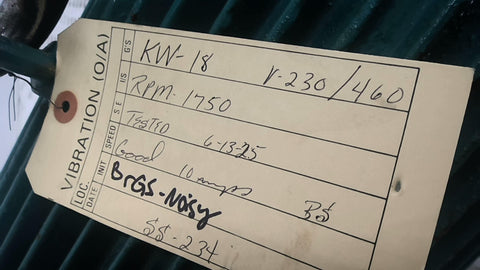 KW-18 V-230/460
RPM-1750
TESTED 6-13-25
Good 10 amps
BrGS-NOISY
SS-234
VIBRATION (O/A)
LOC. INIT SPEED S.E. I/S G/S
DATE